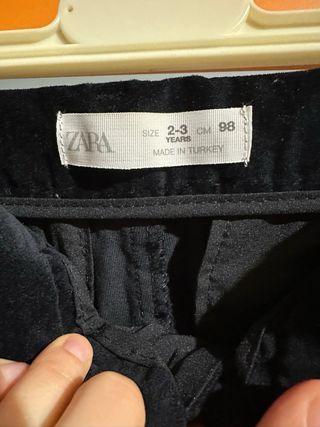 ZARA SIZE 2-3 CM 98
YEARS
MADE IN TURKEY